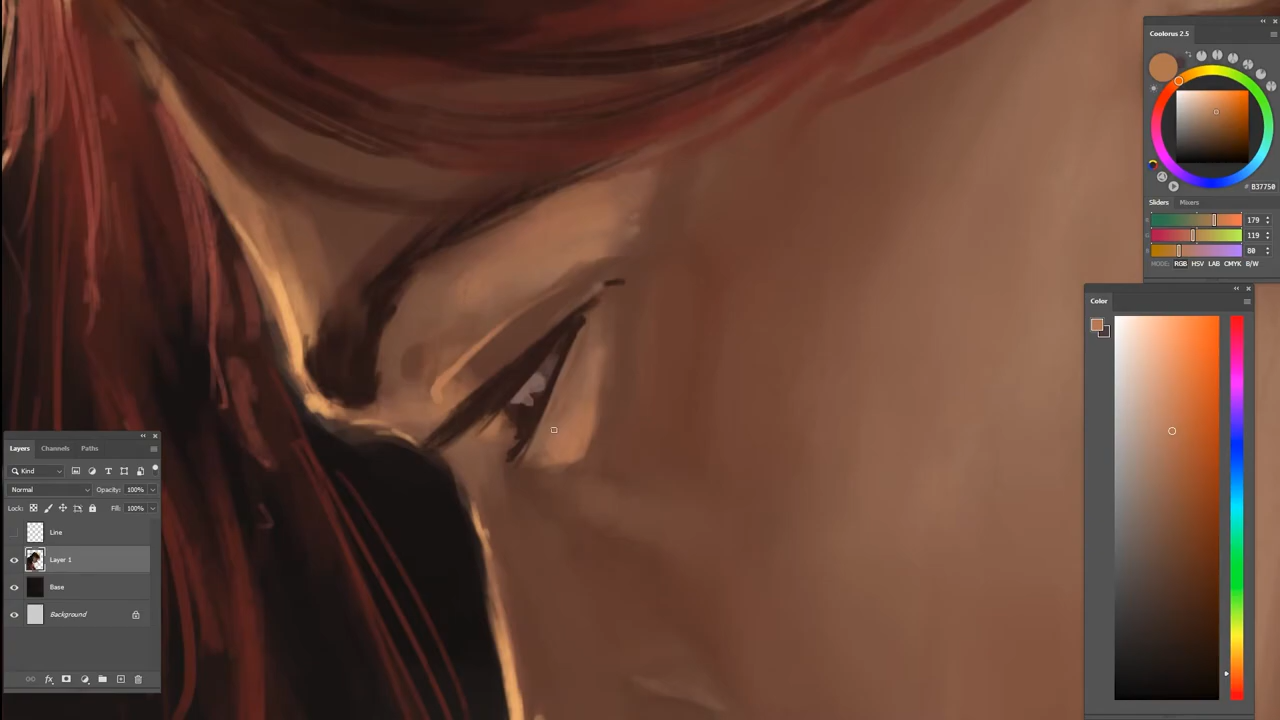 Coolorus 2.5
# B37750
Sliders Mixers
179
119
80
MODE: RGB HSV LAB CMYK B/W
Color
Layers Channels Paths
Kind
Normal Opacity: 100%
Lock: Fill: 100%
Line
Layer 1
Base
Background
fx